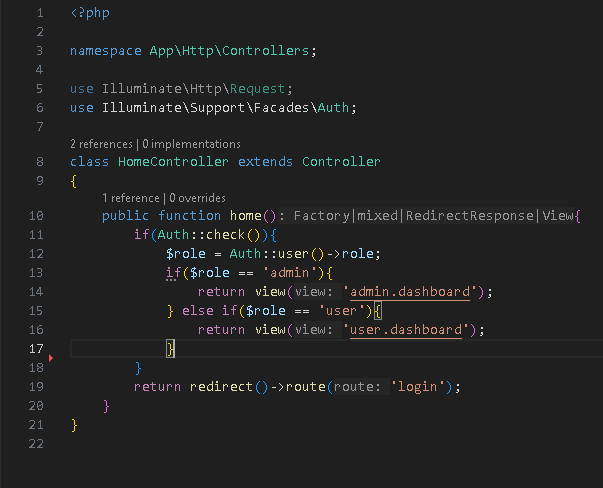 1 <?php
2
3 namespace App\Http\Controllers;
4
5 use Illuminate\Http\Request;
6 use Illuminate\Support\Facades\Auth;
7
2 references | 0 implementations
8 class HomeController extends Controller
9 {
1 reference | 0 overrides
10 public function home(): Factory|mixed|RedirectResponse|View{
11 if(Auth::check()){
12 $role = Auth::user()->role;
13 if($role == 'admin'){
14 return view(view: 'admin.dashboard');
15 } else if($role == 'user'){
16 return view(view: 'user.dashboard');
17 }
18 }
19 return redirect()->route(route: 'login');
20 }
21 }
22